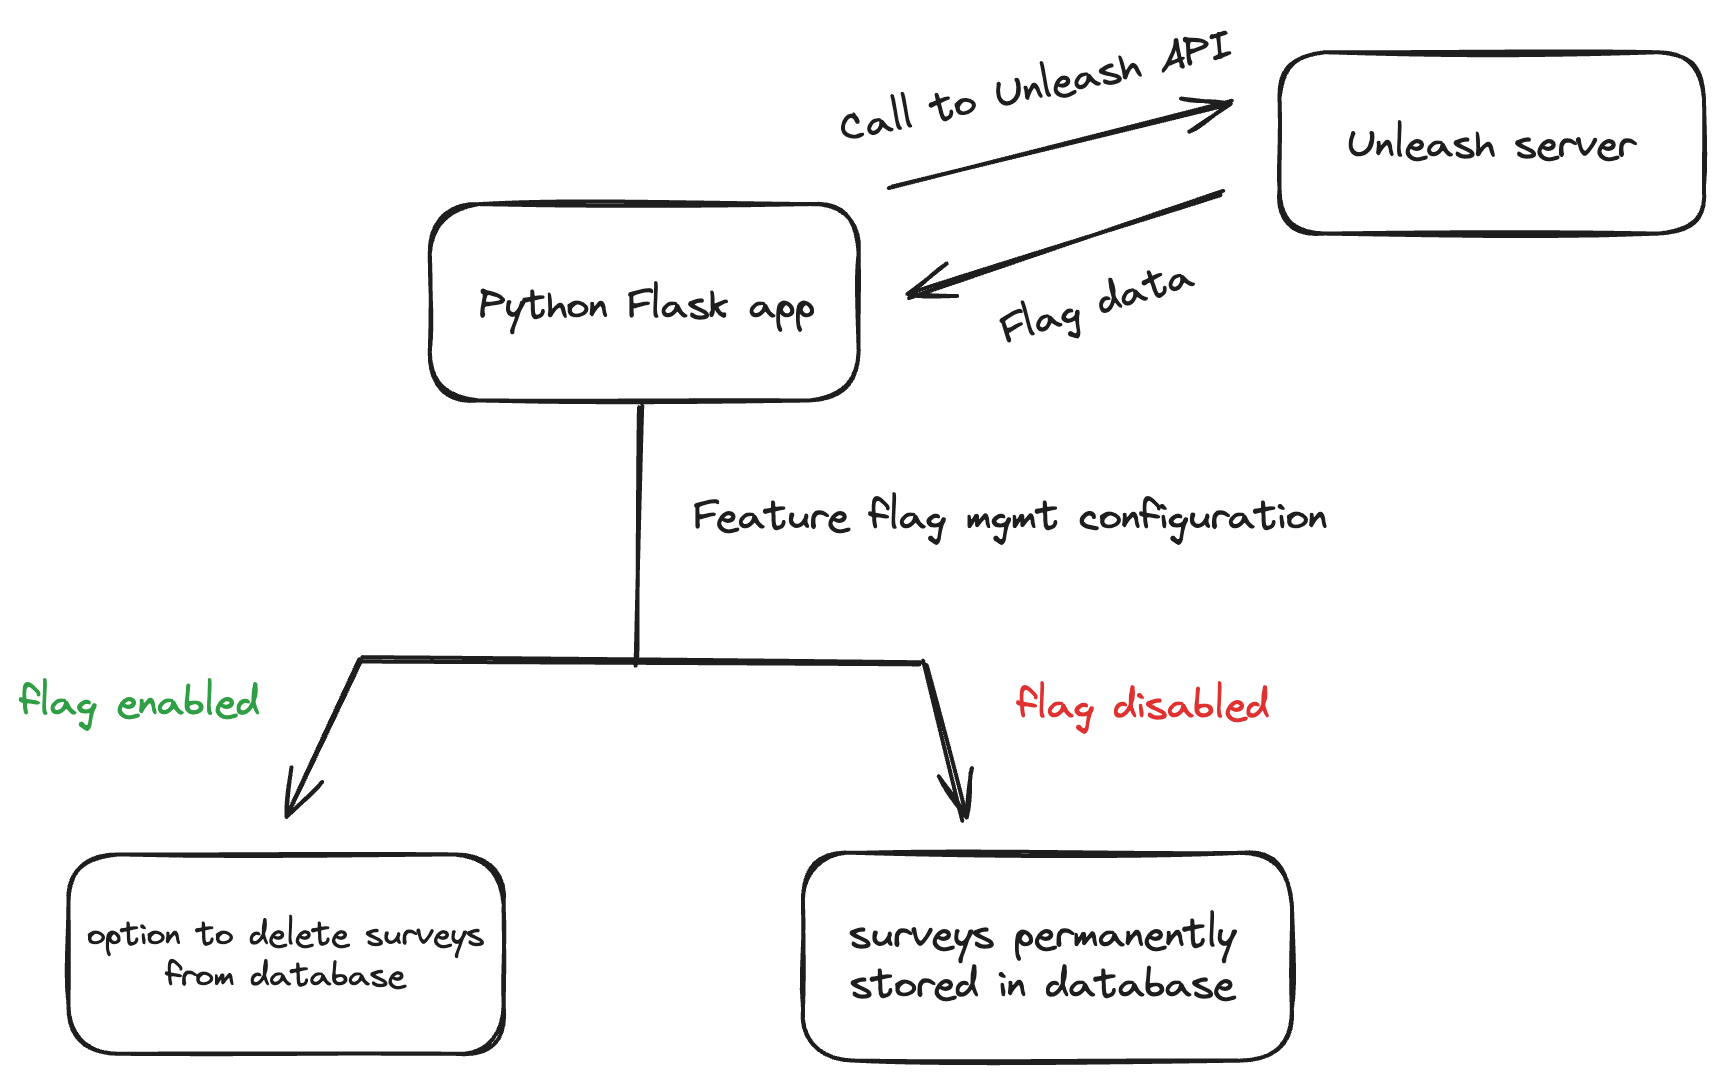 Call to Unleash API
Unleash server
Python Flask app
Flag data
Feature flag mgmt configuration
flag enabled
flag disabled
option to delete surveys
from database
surveys permanently
stored in database